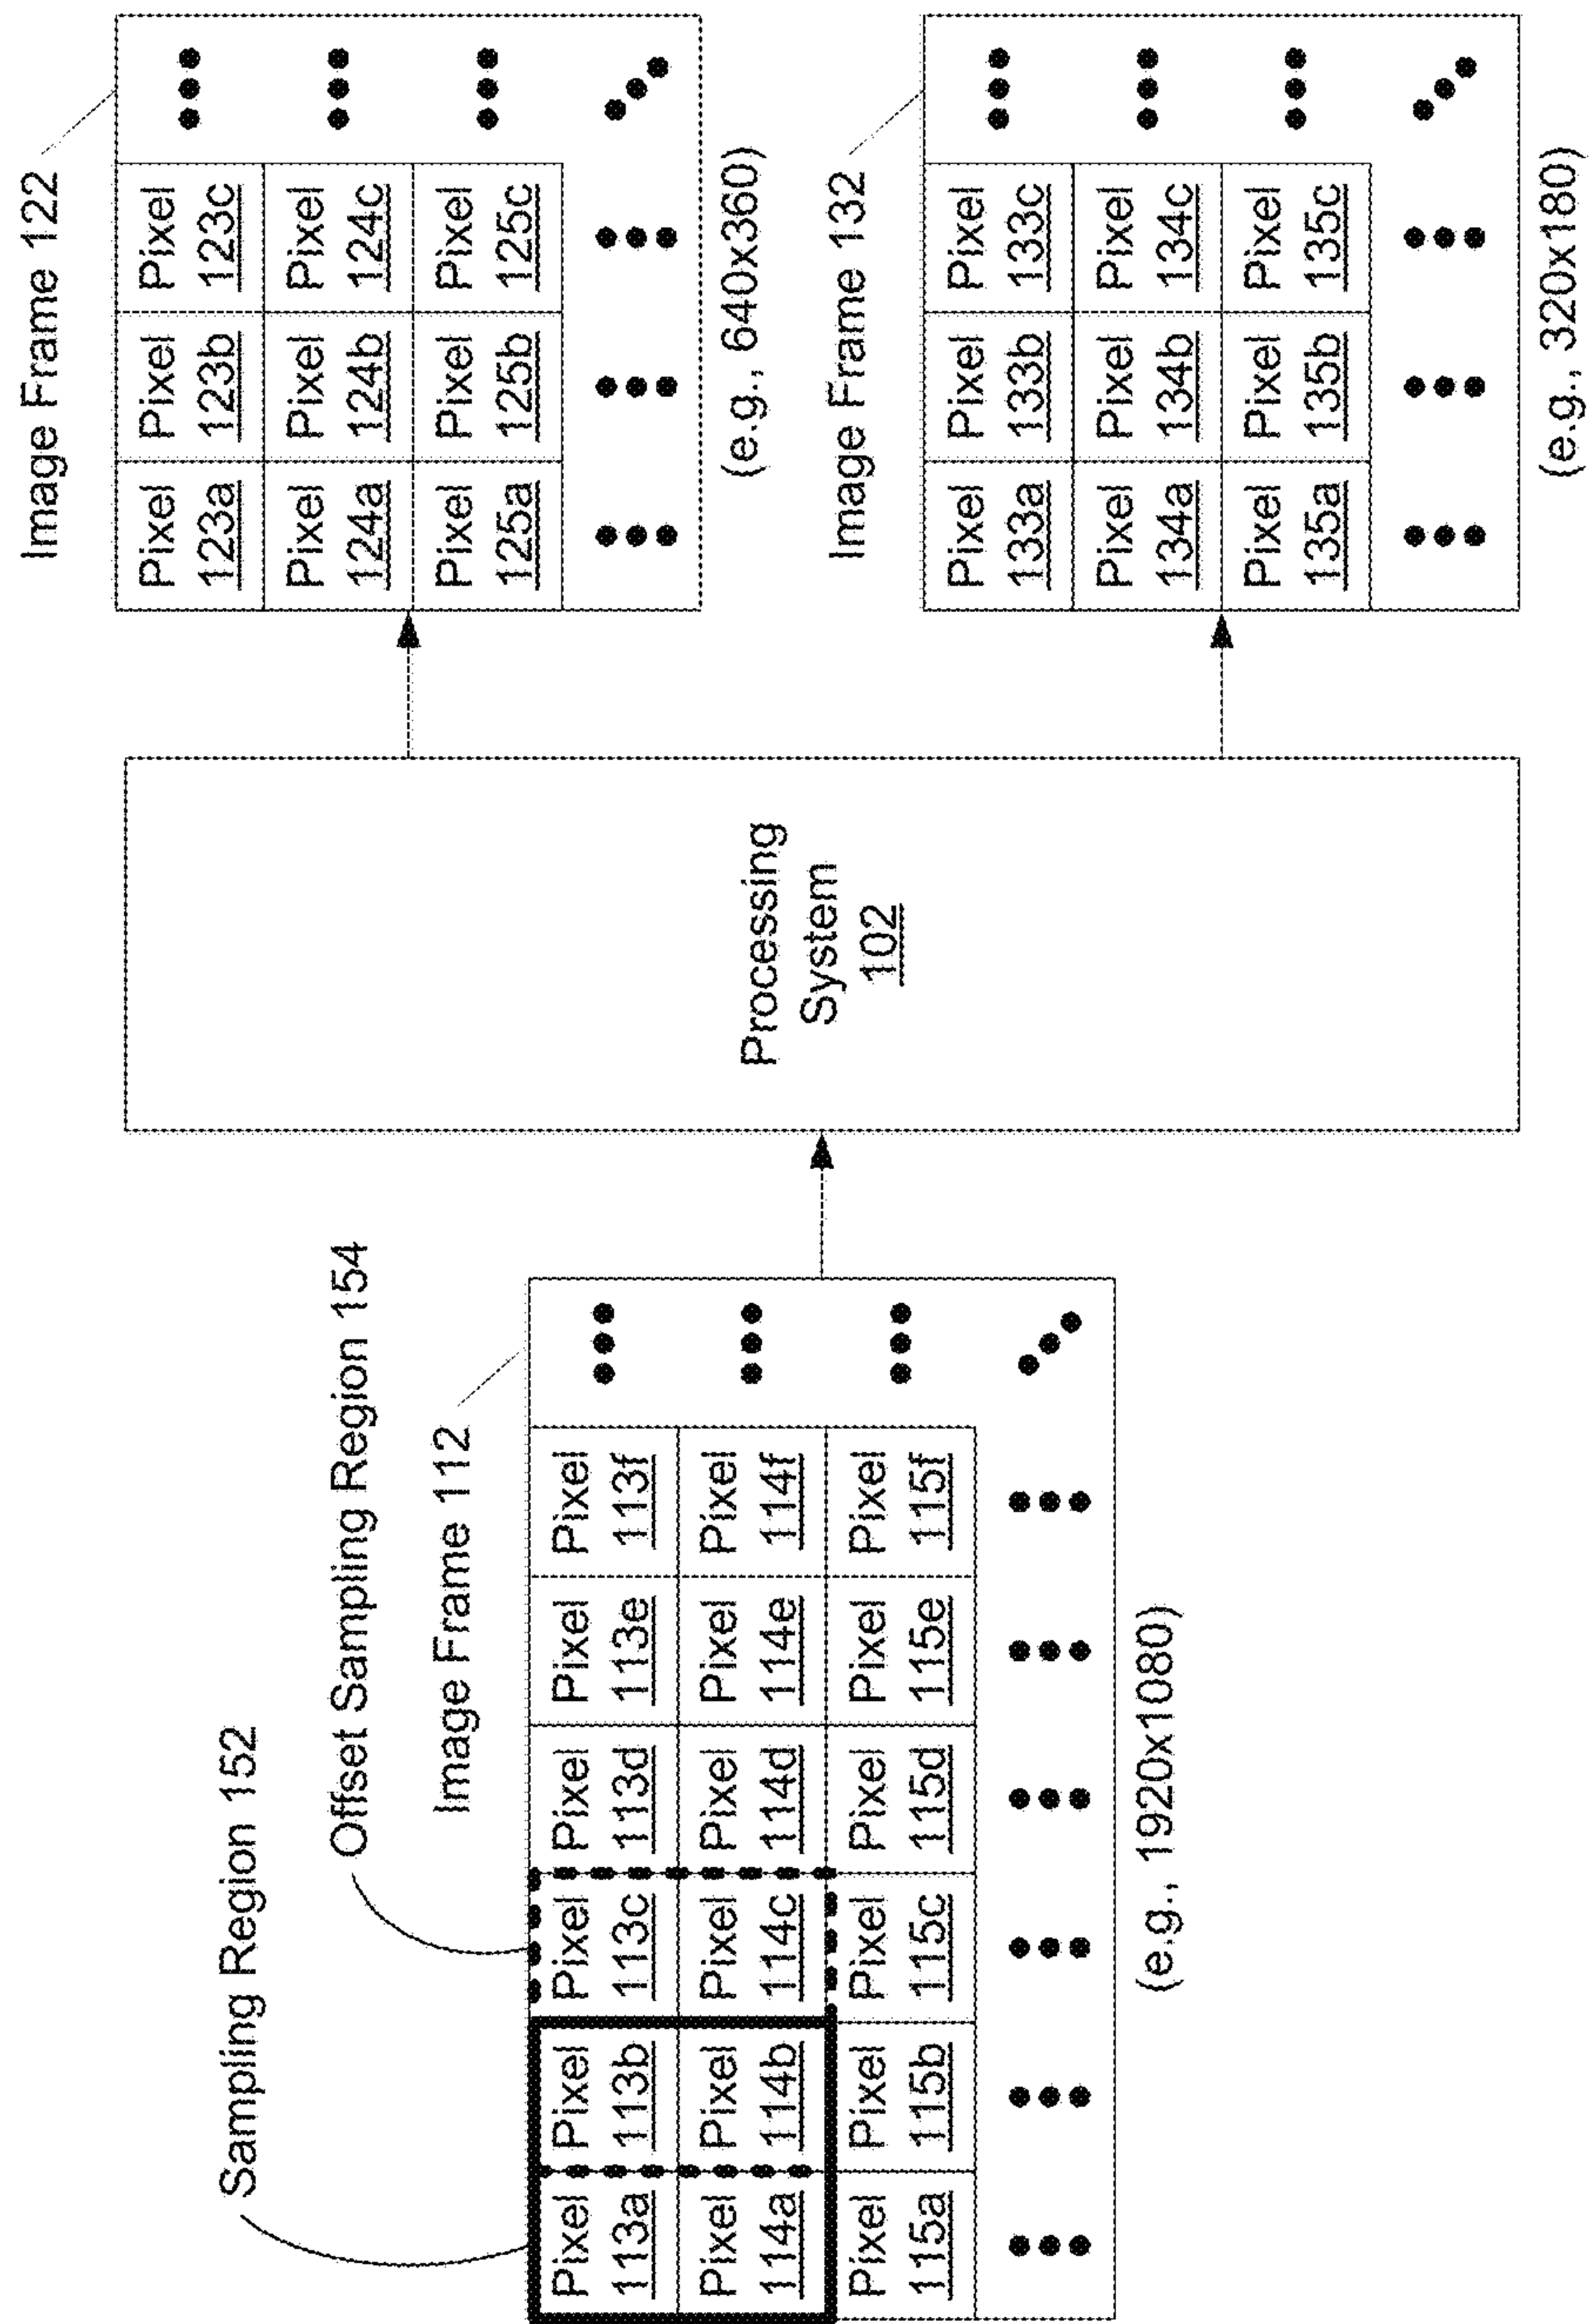 Sampling Region 152
Offset Sampling Region 154
Image Frame 112
Pixel 113a
Pixel 113b
Pixel 113c
Pixel 113d
Pixel 113e
Pixel 113f
Pixel 114a
Pixel 114b
Pixel 114c
Pixel 114d
Pixel 114e
Pixel 114f
Pixel 115a
Pixel 115b
Pixel 115c
Pixel 115d
Pixel 115e
Pixel 115f
(e.g., 1920x1080)
Processing
System
102
Image Frame 122
Pixel 123a
Pixel 123b
Pixel 123c
Pixel 124a
Pixel 124b
Pixel 124c
Pixel 125a
Pixel 125b
Pixel 125c
(e.g., 640x360)
Image Frame 132
Pixel 133a
Pixel 133b
Pixel 133c
Pixel 134a
Pixel 134b
Pixel 134c
Pixel 135a
Pixel 135b
Pixel 135c
(e.g., 320x180)